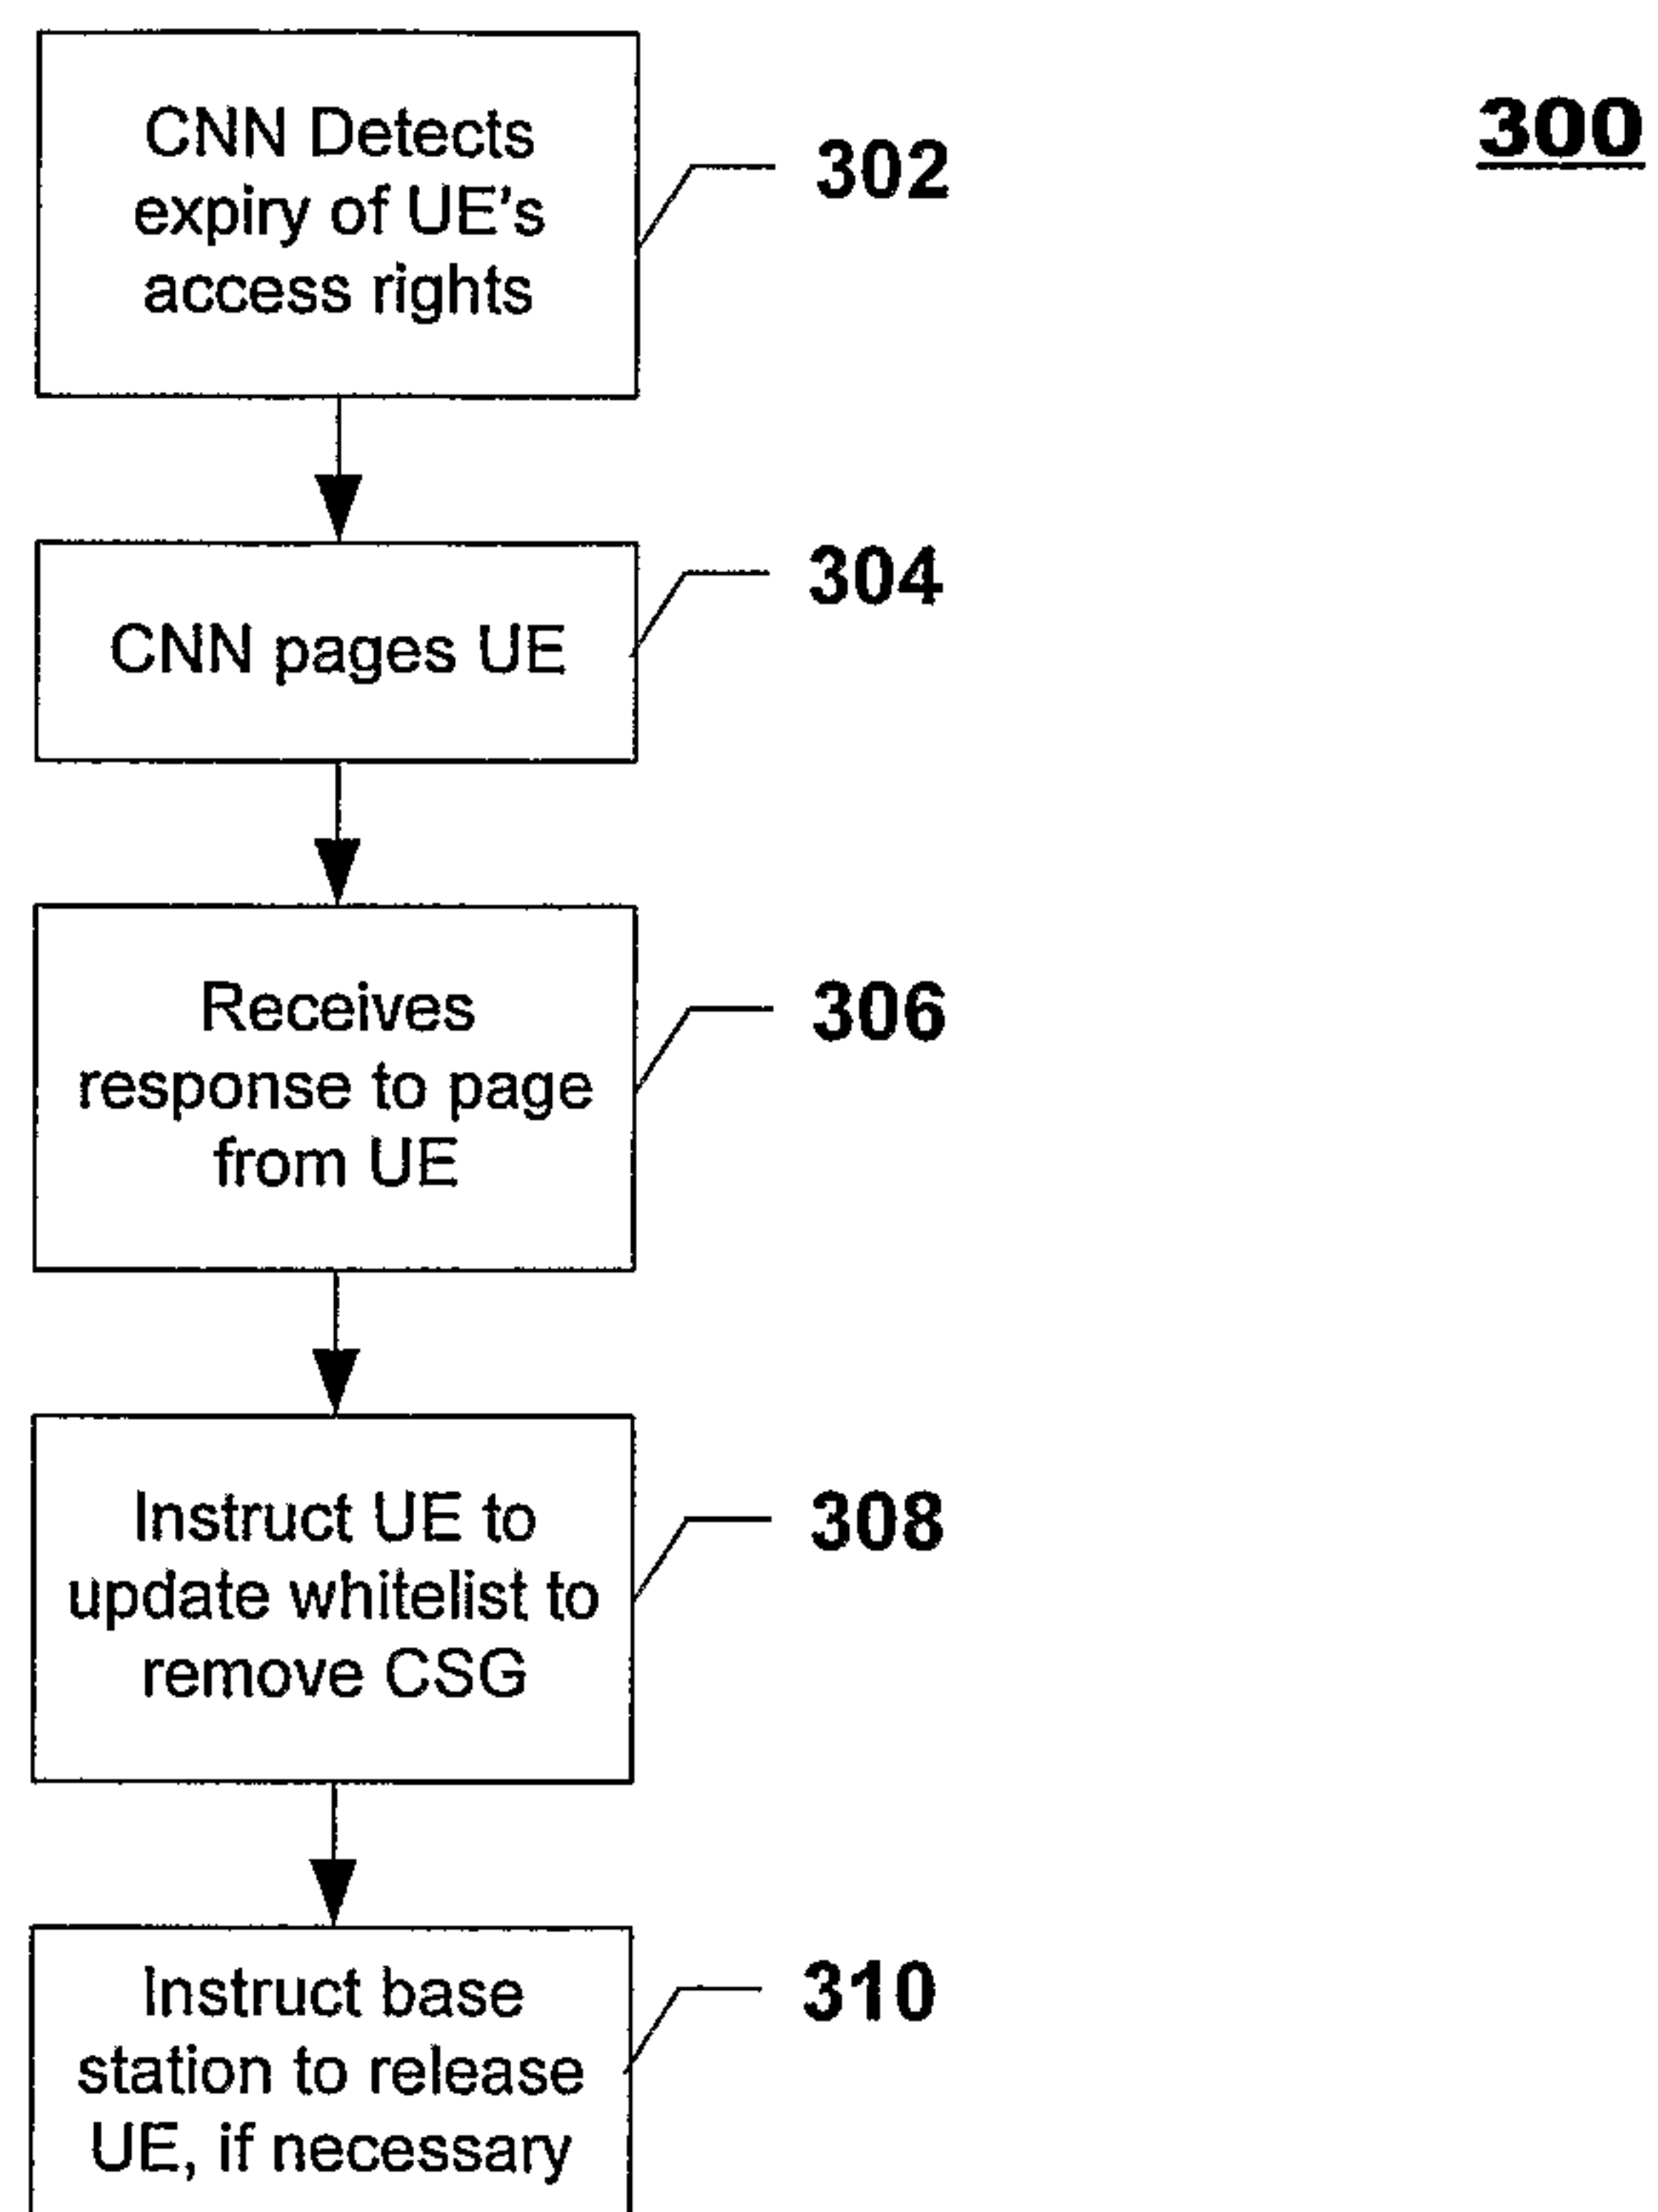 300
CNN Detects
expiry of UE's
access rights
302
CNN pages UE
304
Receives
response to page
from UE
306
Instruct UE to
update whitelist to
remove CSG
308
Instruct base
station to release
UE, if necessary
310